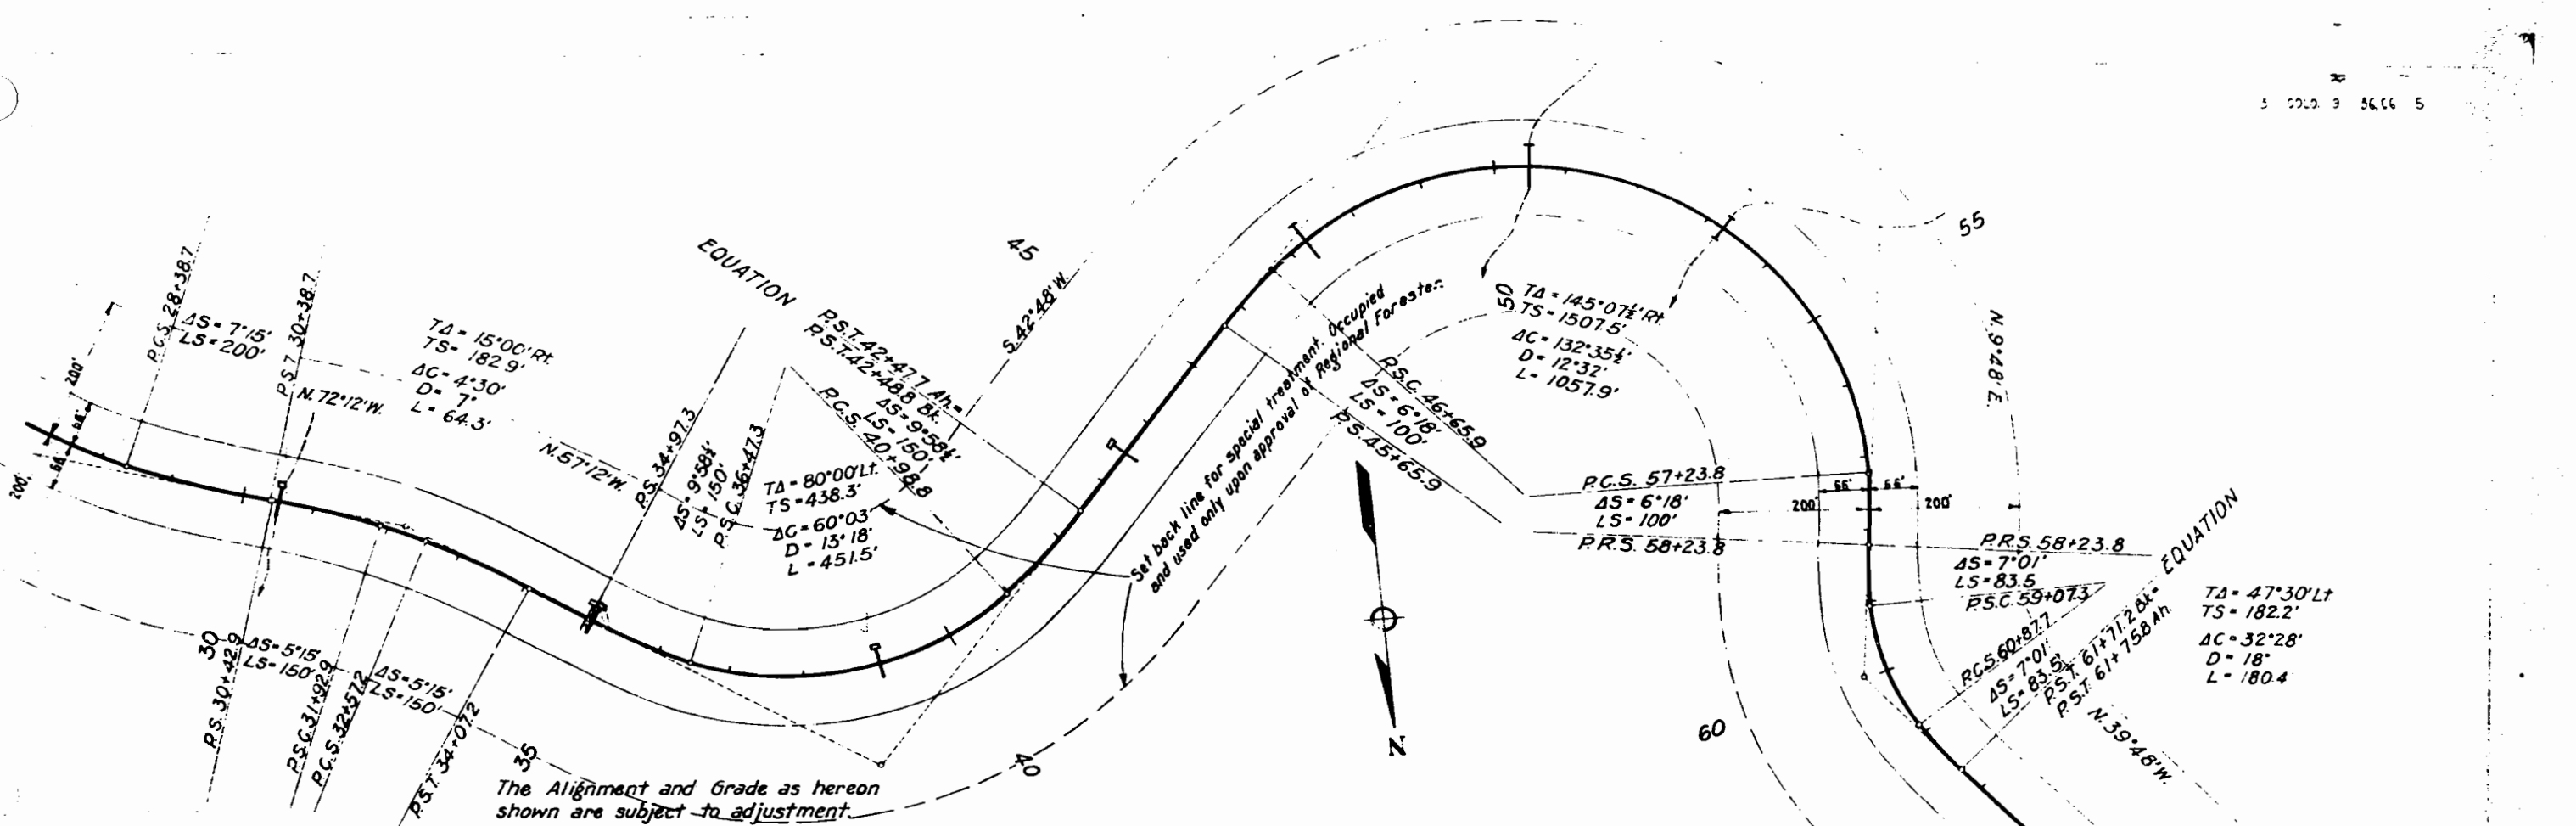 P.C.S. 28+38.7
ΔS= 7°15'
LS=200'
P.S.T. 30+38.7
N.72°12'W.
200'
66'
66'
200'
TΔ= 15°00' Rt.
TS= 182.9'
ΔC= 4°30'
D= 7°
L= 64.3'
N.57°12'W.
30
P.S. 30+42.9
ΔS=5°15'
LS=150'
P.S.C. 31+92.9
P.C.S. 32+57.2
ΔS=5°15'
LS=150'
P.S.T. 34+07.2
35
The Alignment and Grade as hereon
shown are subject to adjustment.
P.S. 34+97.3
ΔS= 9°58½'
LS= 150'
P.S.C. 36+47.3
TΔ= 80°00' Lt.
TS=438.3'
ΔC=60°03'
D= 13°18'
L=451.5'
EQUATION
P.S.T. 42+47.7 Ah.=
P.S.T. 42+48.8 Bk.
ΔS=9°58½'
LS=150'
P.C.S. 40+98.8
40
45
S.42°48'W.
Set back line for special treatment. Occupied
and used only upon approval of Regional Forester.
P.S.C. 46+65.9
ΔS=6°18'
LS=100'
P.S. 45+65.9
N
50
TΔ= 145°07½' Rt.
TS= 1507.5'
ΔC= 132°35½'
D= 12°32'
L= 1057.9'
55
N.9°48'E.
P.C.S. 57+23.8
ΔS= 6°18'
LS= 100'
P.R.S. 58+23.8
66'
66'
200'
200'
60
P.R.S. 58+23.8
ΔS= 7°01'
LS=83.5
P.S.C. 59+07.3
EQUATION
P.C.S. 60+87.7
ΔS= 7°01'
LS= 83.5'
P.S.T. 61+71.2 Bk=
P.S.T. 61+75.8 Ah.
N.39°48'W.
TΔ= 47°30' Lt
TS= 182.2'
ΔC= 32°28'
D= 18°
L= 180.4